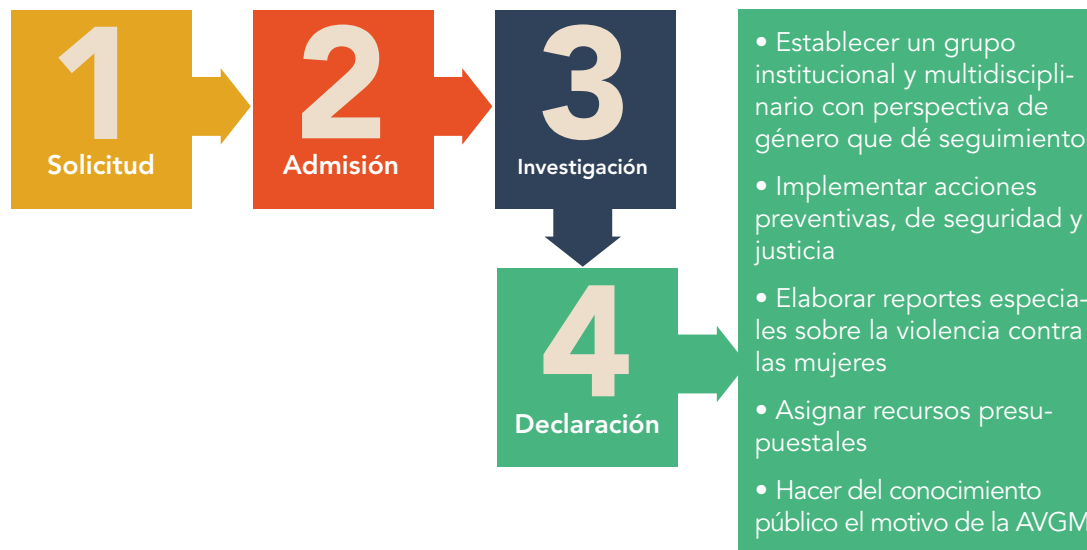 1
Solicitud
2
Admisión
3
Investigación
4
Declaración
• Establecer un grupo
institucional y multidiscipli-
nario con perspectiva de
género que dé seguimiento
• Implementar acciones
preventivas, de seguridad y
justicia
• Elaborar reportes especia-
les sobre la violencia contra
las mujeres
• Asignar recursos presu-
puestales
• Hacer del conocimiento
público el motivo de la AVGM